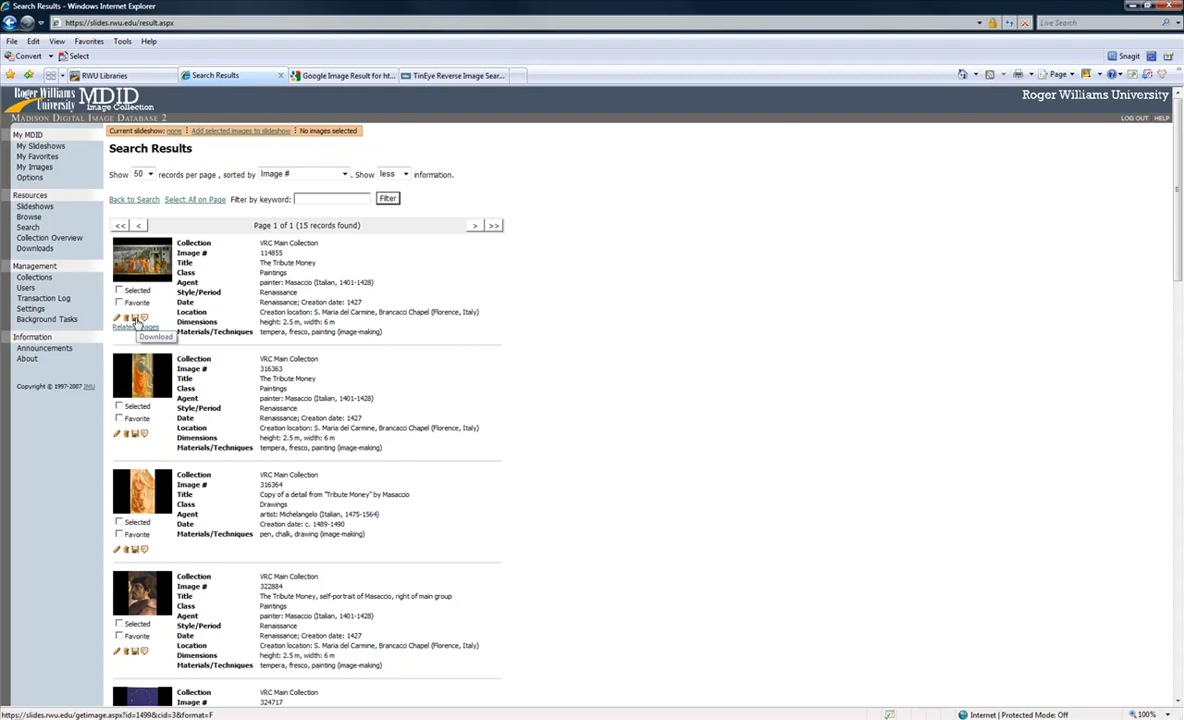 Search Results - Windows Internet Explorer
https://slides.rwu.edu/result.aspx
Live Search
File Edit View Favorites Tools Help
Convert Select
Snagit
RWU Libraries Search Results Google Image Result for ht... TinEye Reverse Image Sear...
Page
Roger Williams University MDID Image Collection
Roger Williams University
MADISON DIGITAL IMAGE DATABASE 2
LOG OUT | HELP
My MDID
My Slideshows
My Favorites
My Images
Options
Resources
Slideshows
Browse
Search
Collection Overview
Downloads
Management
Collections
Users
Transaction Log
Settings
Background Tasks
Information
Announcements
About
Copyright © 1997-2007 JMU
Current slideshow: none Add selected images to slideshow No images selected
Search Results
Show 50 records per page , sorted by Image # . Show less information.
Back to Search Select All on Page Filter by keyword: Filter
<< < Page 1 of 1 (15 records found) > >>
Collection VRC Main Collection
Image # 114855
Title The Tribute Money
Class Paintings
Agent painter: Masaccio (Italian, 1401-1428)
Style/Period Renaissance
Date Renaissance; Creation date: 1427
Location Creation location: S. Maria del Carmine, Brancacci Chapel (Florence, Italy)
Dimensions height: 2.5 m, width: 6 m
Materials/Techniques tempera, fresco, painting (image-making)
Selected
Favorite
Related Images
Download
Collection VRC Main Collection
Image # 316363
Title The Tribute Money
Class Paintings
Agent painter: Masaccio (Italian, 1401-1428)
Style/Period Renaissance
Date Renaissance; Creation date: 1427
Location Creation location: S. Maria del Carmine, Brancacci Chapel (Florence, Italy)
Dimensions height: 2.5 m, width: 6 m
Materials/Techniques tempera, fresco, painting (image-making)
Selected
Favorite
Collection VRC Main Collection
Image # 316364
Title Copy of a detail from "Tribute Money" by Masaccio
Class Drawings
Agent artist: Michelangelo (Italian, 1475-1564)
Date Creation date: c. 1489-1490
Materials/Techniques pen, chalk, drawing (image-making)
Selected
Favorite
Collection VRC Main Collection
Image # 322884
Title The Tribute Money, self-portrait of Masaccio, right of main group
Class Paintings
Agent painter: Masaccio (Italian, 1401-1428)
Style/Period Renaissance
Date Renaissance; Creation date: 1427
Location Creation location: S. Maria del Carmine, Brancacci Chapel (Florence, Italy)
Dimensions height: 2.5 m, width: 6 m
Materials/Techniques tempera, fresco, painting (image-making)
Selected
Favorite
Collection VRC Main Collection
Image # 324717
https://slides.rwu.edu/getimage.aspx?id=1499&cid=3&format=F
Internet | Protected Mode: Off
100%